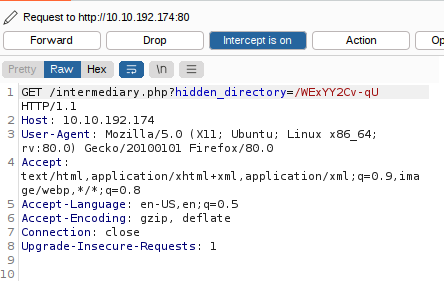 Request to http://10.10.192.174:80
Forward Drop Intercept is on Action Op
Pretty Raw Hex \n
1 GET /intermediary.php?hidden_directory=/WExYY2Cv-qU
HTTP/1.1
2 Host: 10.10.192.174
3 User-Agent: Mozilla/5.0 (X11; Ubuntu; Linux x86_64;
rv:80.0) Gecko/20100101 Firefox/80.0
4 Accept:
text/html,application/xhtml+xml,application/xml;q=0.9,ima
ge/webp,*/*;q=0.8
5 Accept-Language: en-US,en;q=0.5
6 Accept-Encoding: gzip, deflate
7 Connection: close
8 Upgrade-Insecure-Requests: 1
9
10